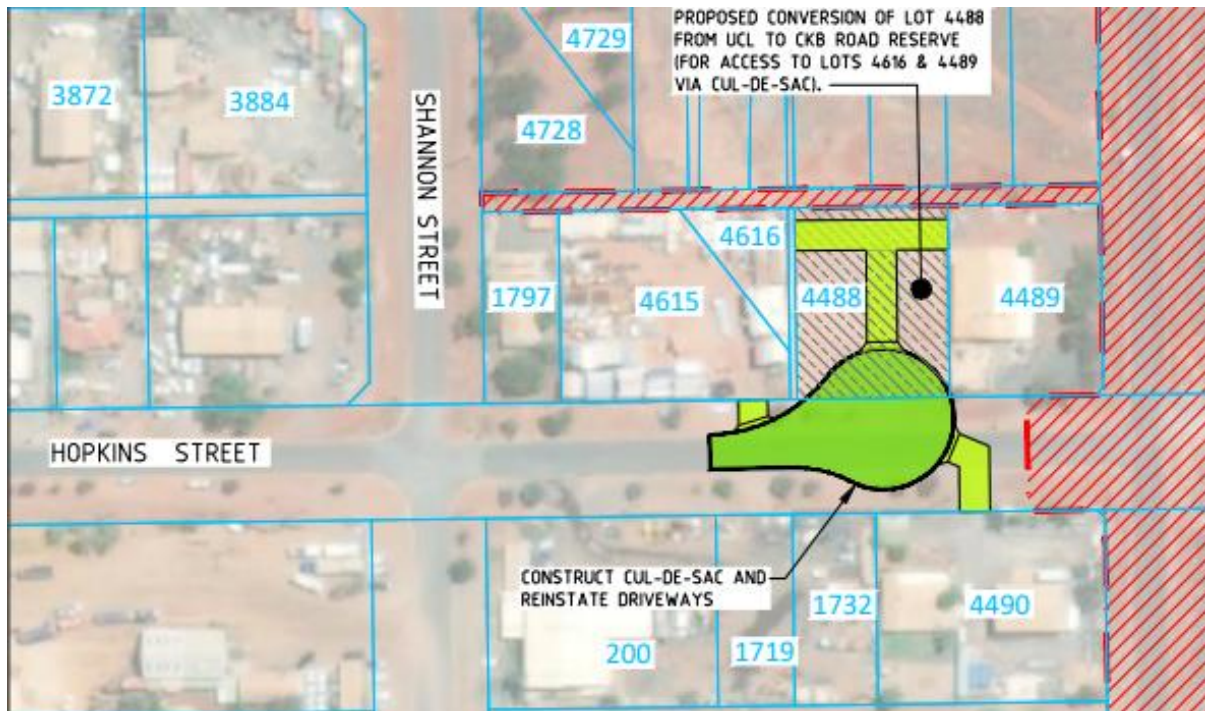 PROPOSED CONVERSION OF LOT 4488
FROM UCL TO CKB ROAD RESERVE
(FOR ACCESS TO LOTS 4616 & 4489
VIA CUL-DE-SAC).
4729
3872
3884
4728
SHANNON STREET
4616
1797
4615
4488
4489
HOPKINS STREET
CONSTRUCT CUL-DE-SAC AND
REINSTATE DRIVEWAYS
1732
4490
200
1719